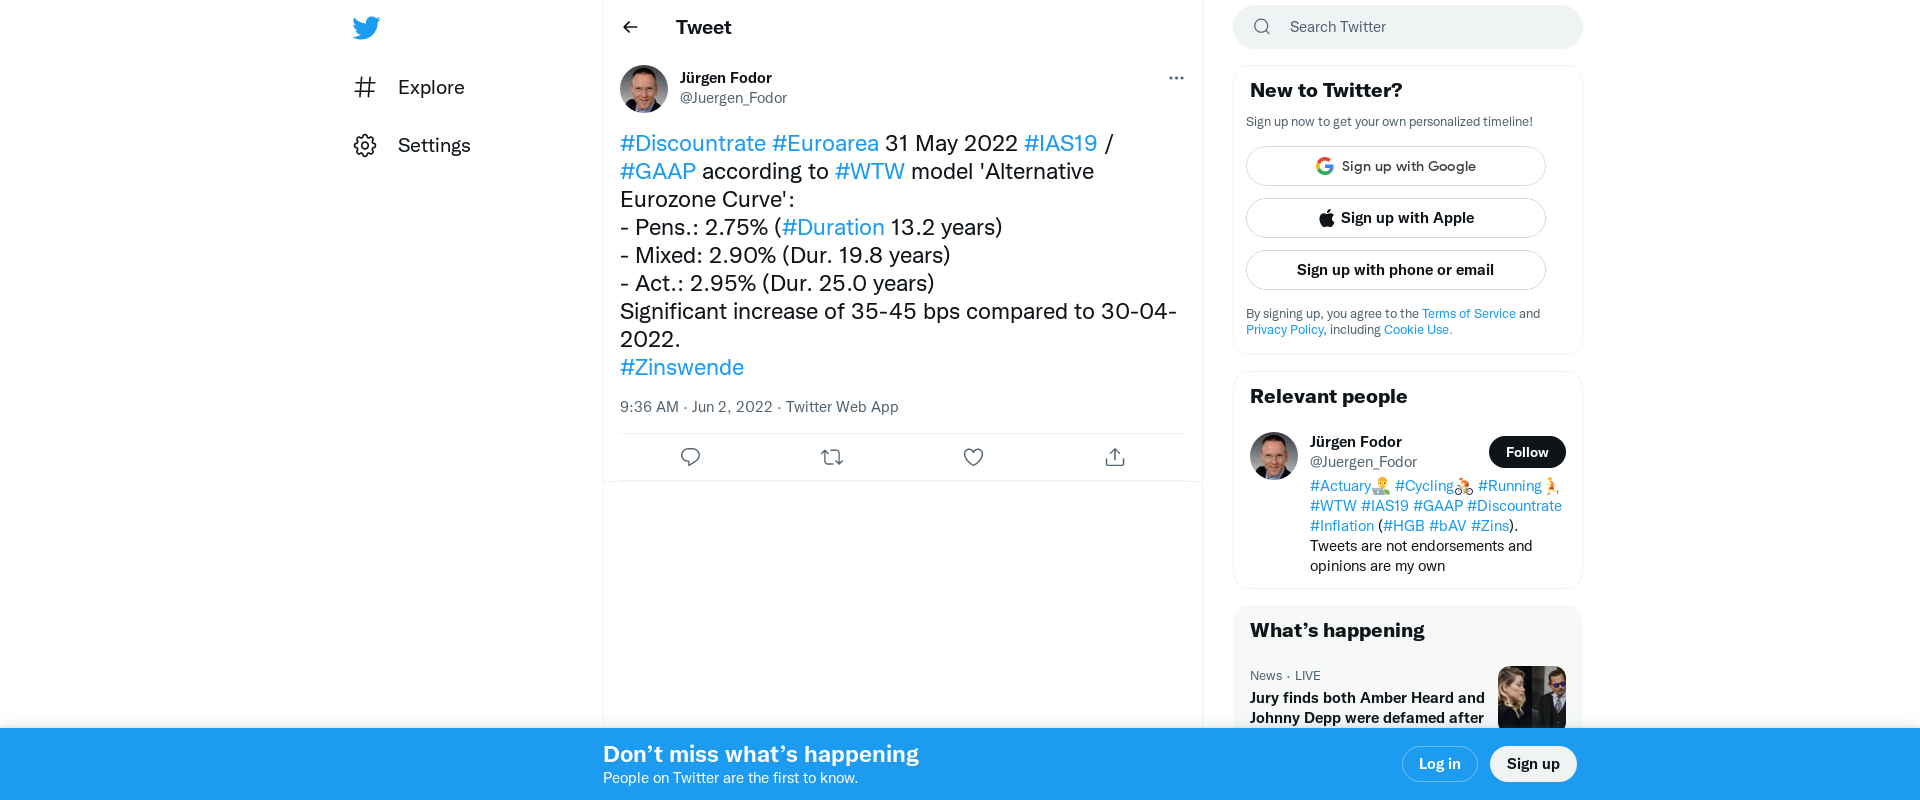 Explore
Settings
Tweet
Jürgen Fodor
@Juergen_Fodor
#Discountrate #Euroarea 31 May 2022 #IAS19 /
#GAAP according to #WTW model 'Alternative
Eurozone Curve':
- Pens.: 2.75% (#Duration 13.2 years)
- Mixed: 2.90% (Dur. 19.8 years)
- Act.: 2.95% (Dur. 25.0 years)
Significant increase of 35-45 bps compared to 30-04-
2022.
#Zinswende
9:36 AM · Jun 2, 2022 · Twitter Web App
Search Twitter
New to Twitter?
Sign up now to get your own personalized timeline!
Sign up with Google
Sign up with Apple
Sign up with phone or email
By signing up, you agree to the Terms of Service and
Privacy Policy, including Cookie Use.
Relevant people
Jürgen Fodor
@Juergen_Fodor
Follow
#Actuary #Cycling #Running
#WTW #IAS19 #GAAP #Discountrate
#Inflation (#HGB #bAV #Zins).
Tweets are not endorsements and
opinions are my own
What’s happening
News · LIVE
Jury finds both Amber Heard and
Johnny Depp were defamed after
Don’t miss what’s happening
People on Twitter are the first to know.
Log in
Sign up